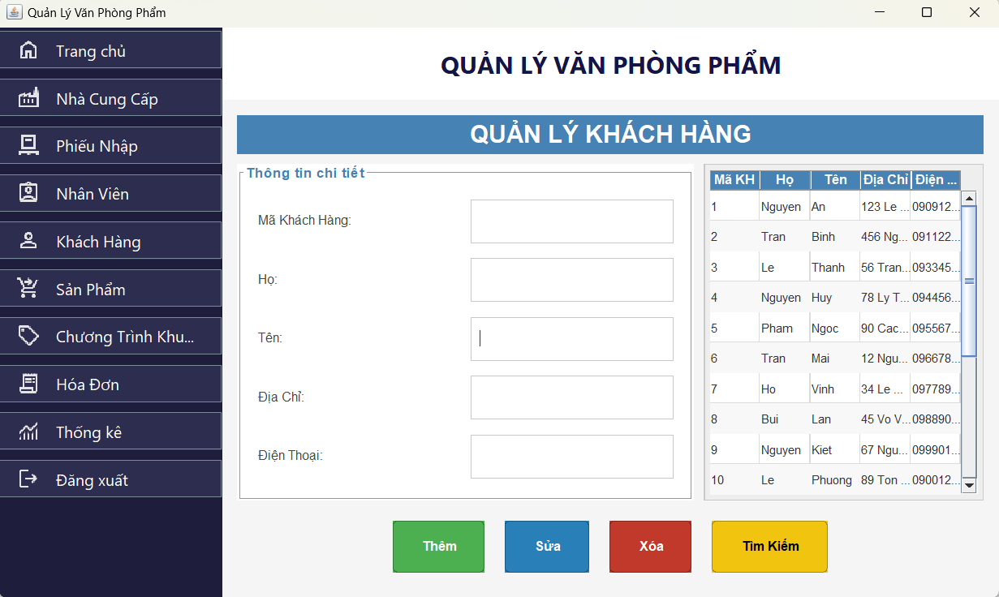 Quản Lý Văn Phòng Phẩm
Trang chủ
Nhà Cung Cấp
Phiếu Nhập
Nhân Viên
Khách Hàng
Sản Phẩm
Chương Trình Khu...
Hóa Đơn
Thống kê
Đăng xuất
QUẢN LÝ VĂN PHÒNG PHẨM
QUẢN LÝ KHÁCH HÀNG
Thông tin chi tiết
Mã Khách Hàng:
Họ:
Tên:
Địa Chỉ:
Điện Thoại:
Mã KH Họ Tên Địa Chỉ Điện ...
1 Nguyen An 123 Le ... 090912...
2 Tran Binh 456 Ng... 091122...
3 Le Thanh 56 Tran... 093345...
4 Nguyen Huy 78 Ly T... 094456...
5 Pham Ngoc 90 Cac... 095567...
6 Tran Mai 12 Ngu... 096678...
7 Ho Vinh 34 Le ... 097789...
8 Bui Lan 45 Vo V... 098890...
9 Nguyen Kiet 67 Ngu... 099901...
10 Le Phuong 89 Ton ... 090012...
Thêm Sửa Xóa Tìm Kiếm